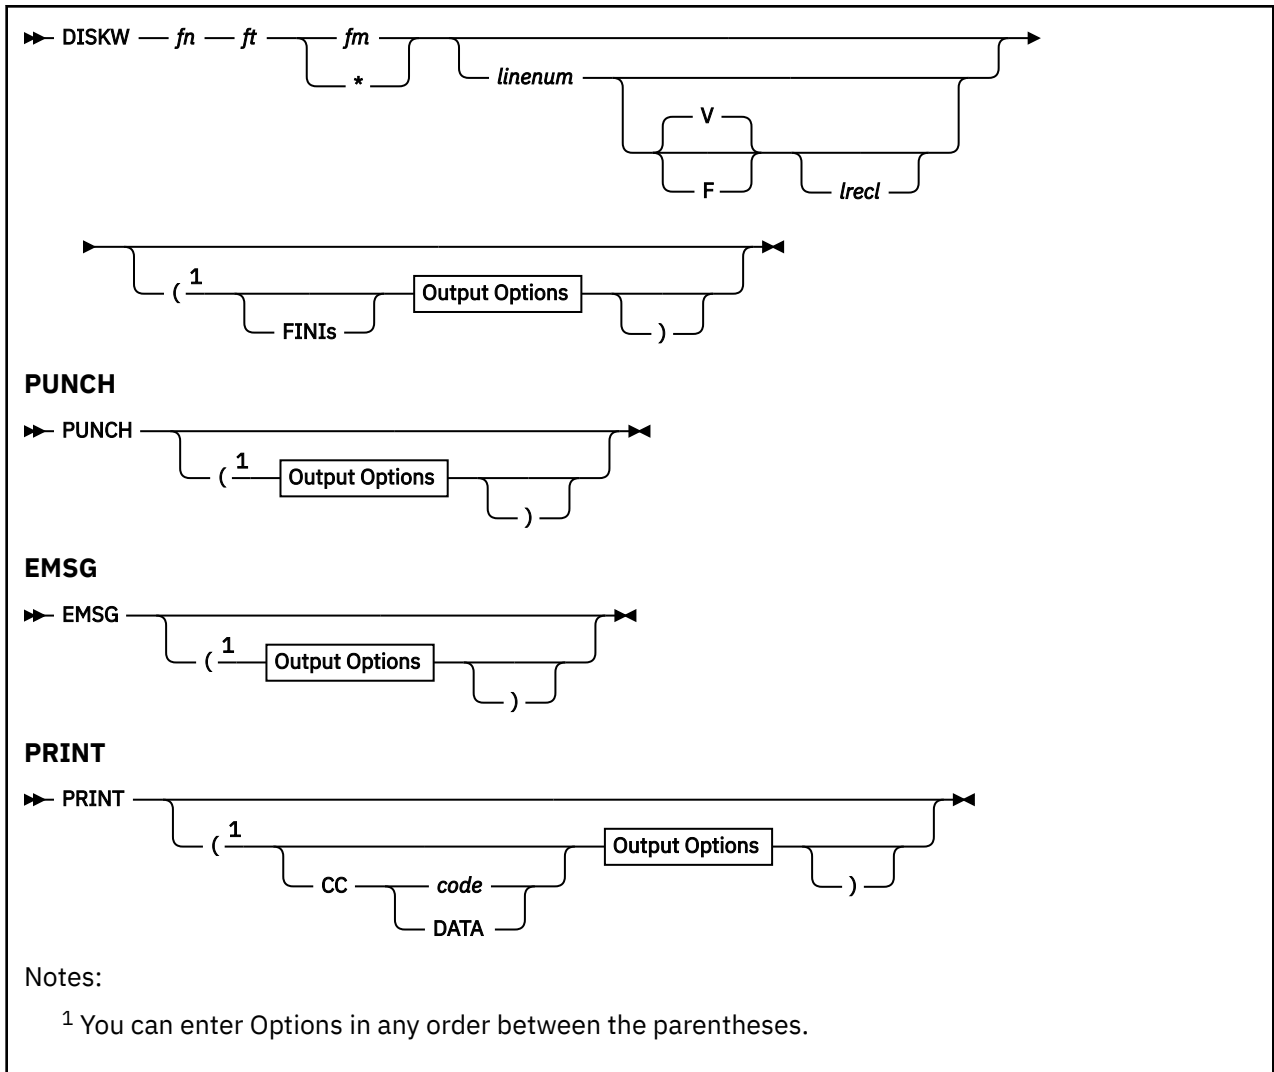 DISKW fn ft fm
*
linenum
V
F
lrecl
( 1 FINIs Output Options )
PUNCH
PUNCH
( 1 Output Options )
EMSG
EMSG
( 1 Output Options )
PRINT
PRINT
( 1 CC code Output Options )
DATA
Notes:
1 You can enter Options in any order between the parentheses.